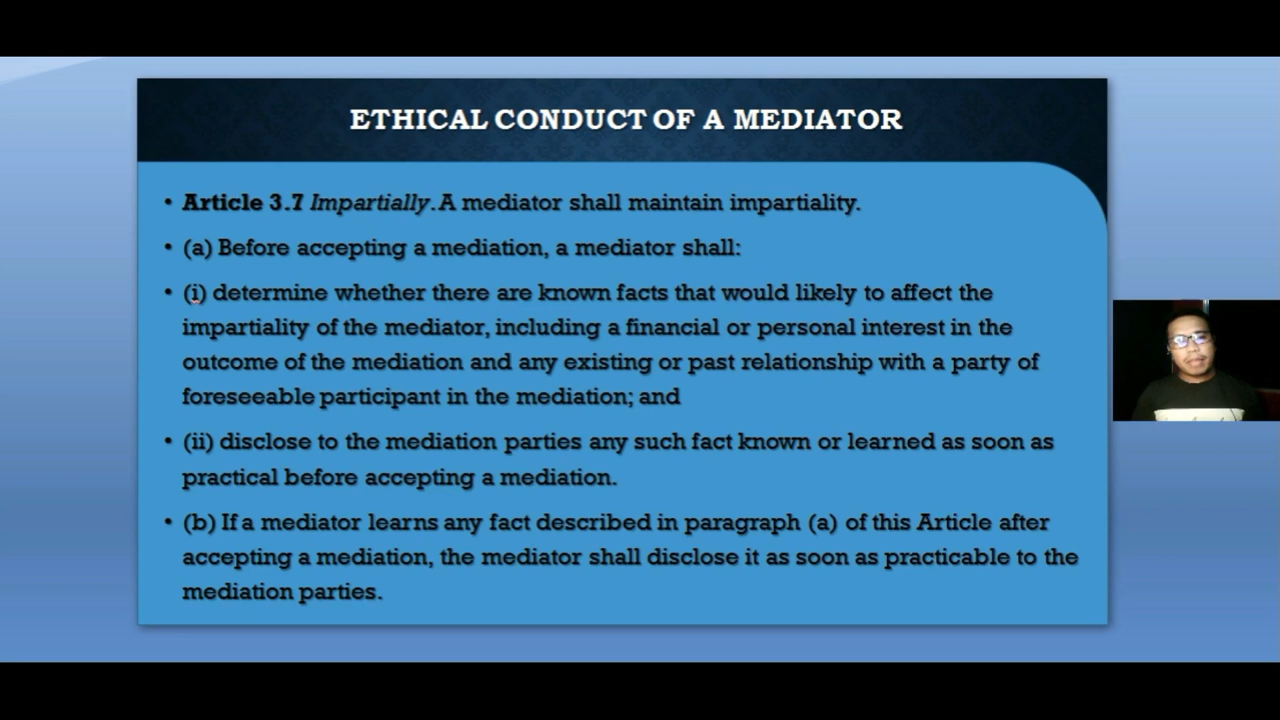 ETHICAL CONDUCT OF A MEDIATOR
• Article 3.7 Impartially. A mediator shall maintain impartiality.
• (a) Before accepting a mediation, a mediator shall:
• (i) determine whether there are known facts that would likely to affect the
impartiality of the mediator, including a financial or personal interest in the
outcome of the mediation and any existing or past relationship with a party of
foreseeable participant in the mediation; and
• (ii) disclose to the mediation parties any such fact known or learned as soon as
practical before accepting a mediation.
• (b) If a mediator learns any fact described in paragraph (a) of this Article after
accepting a mediation, the mediator shall disclose it as soon as practicable to the
mediation parties.